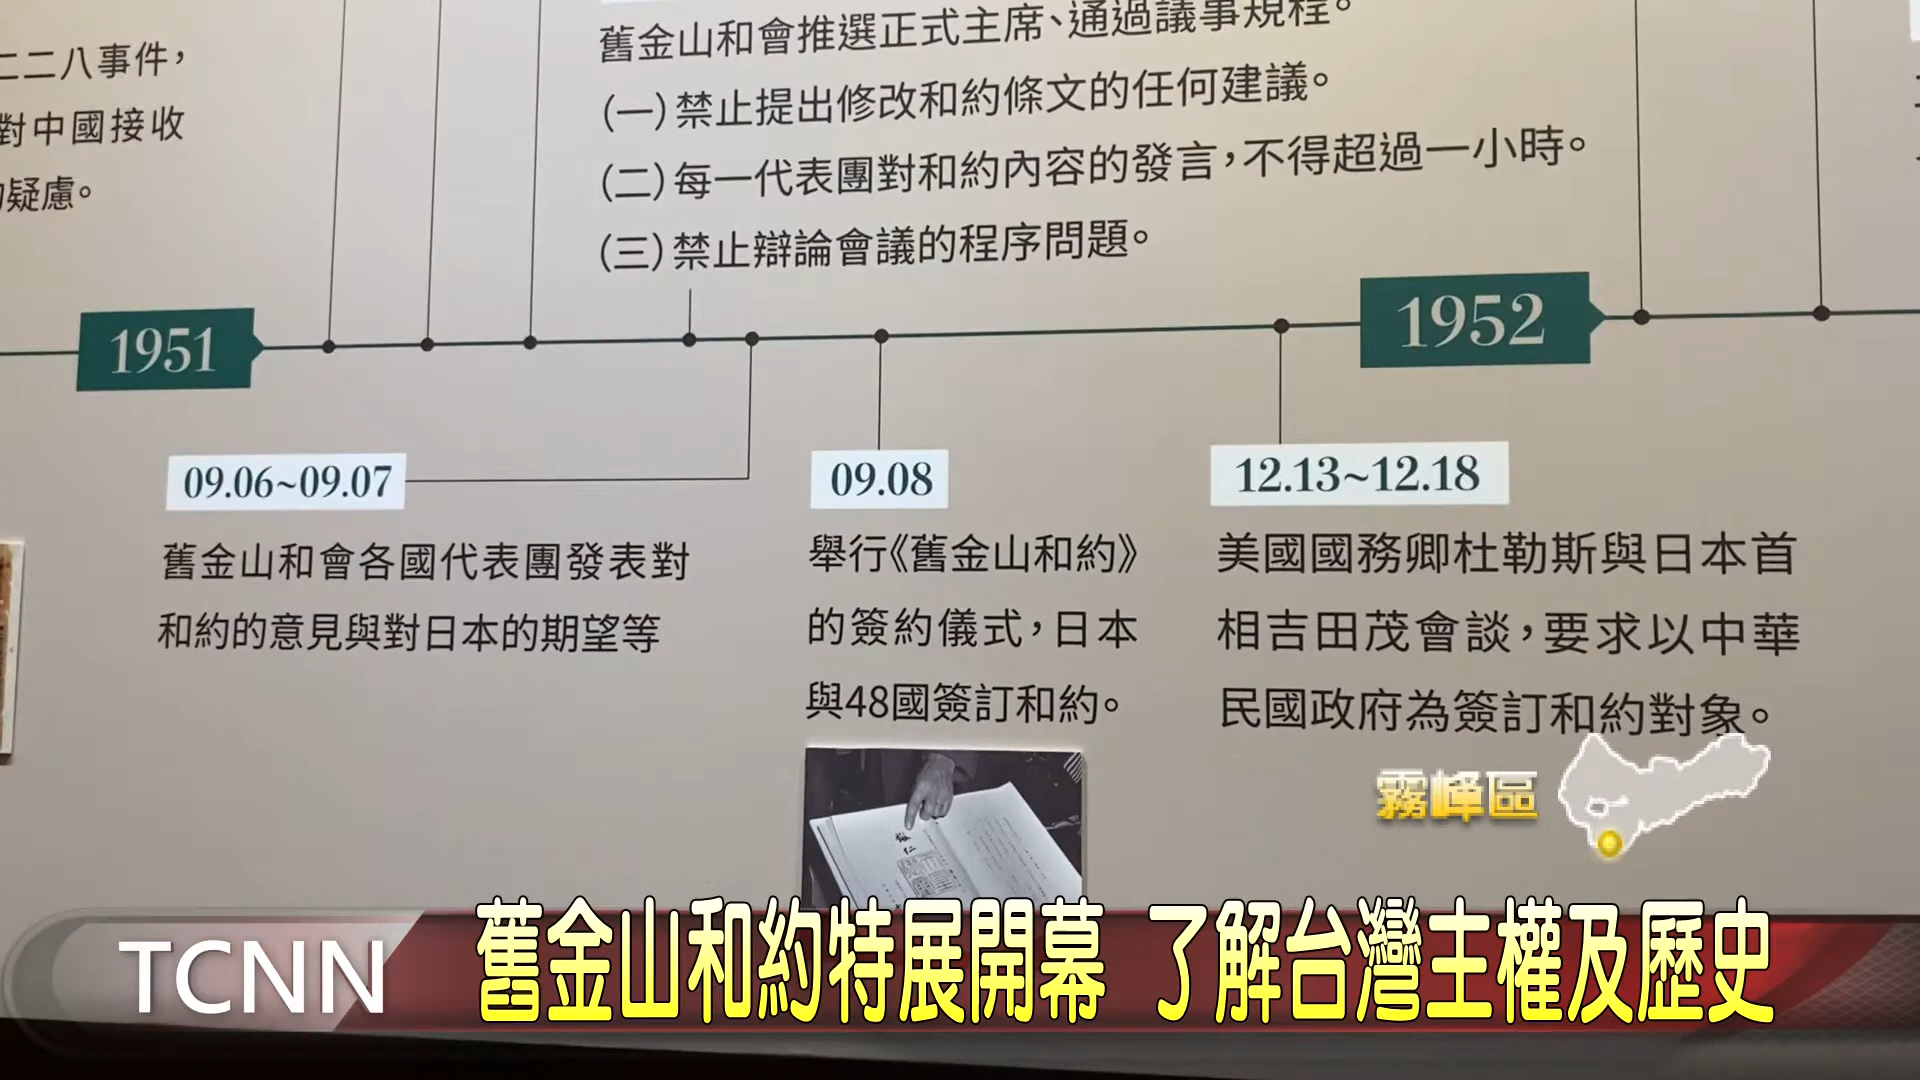 二二八事件，
對中國接收
疑慮。
舊金山和會推選正式主席、通過議事規程。
（一）禁止提出修改和約條文的任何建議。
（二）每一代表團對和約內容的發言，不得超過一小時。
（三）禁止辯論會議的程序問題。
1951
1952
09.06~09.07
舊金山和會各國代表團發表對
和約的意見與對日本的期望等
09.08
舉行《舊金山和約》
的簽約儀式，日本
與48國簽訂和約。
12.13~12.18
美國國務卿杜勒斯與日本首
相吉田茂會談，要求以中華
民國政府為簽訂和約對象。
霧峰區
TCNN
舊金山和約特展開幕 了解台灣主權及歷史